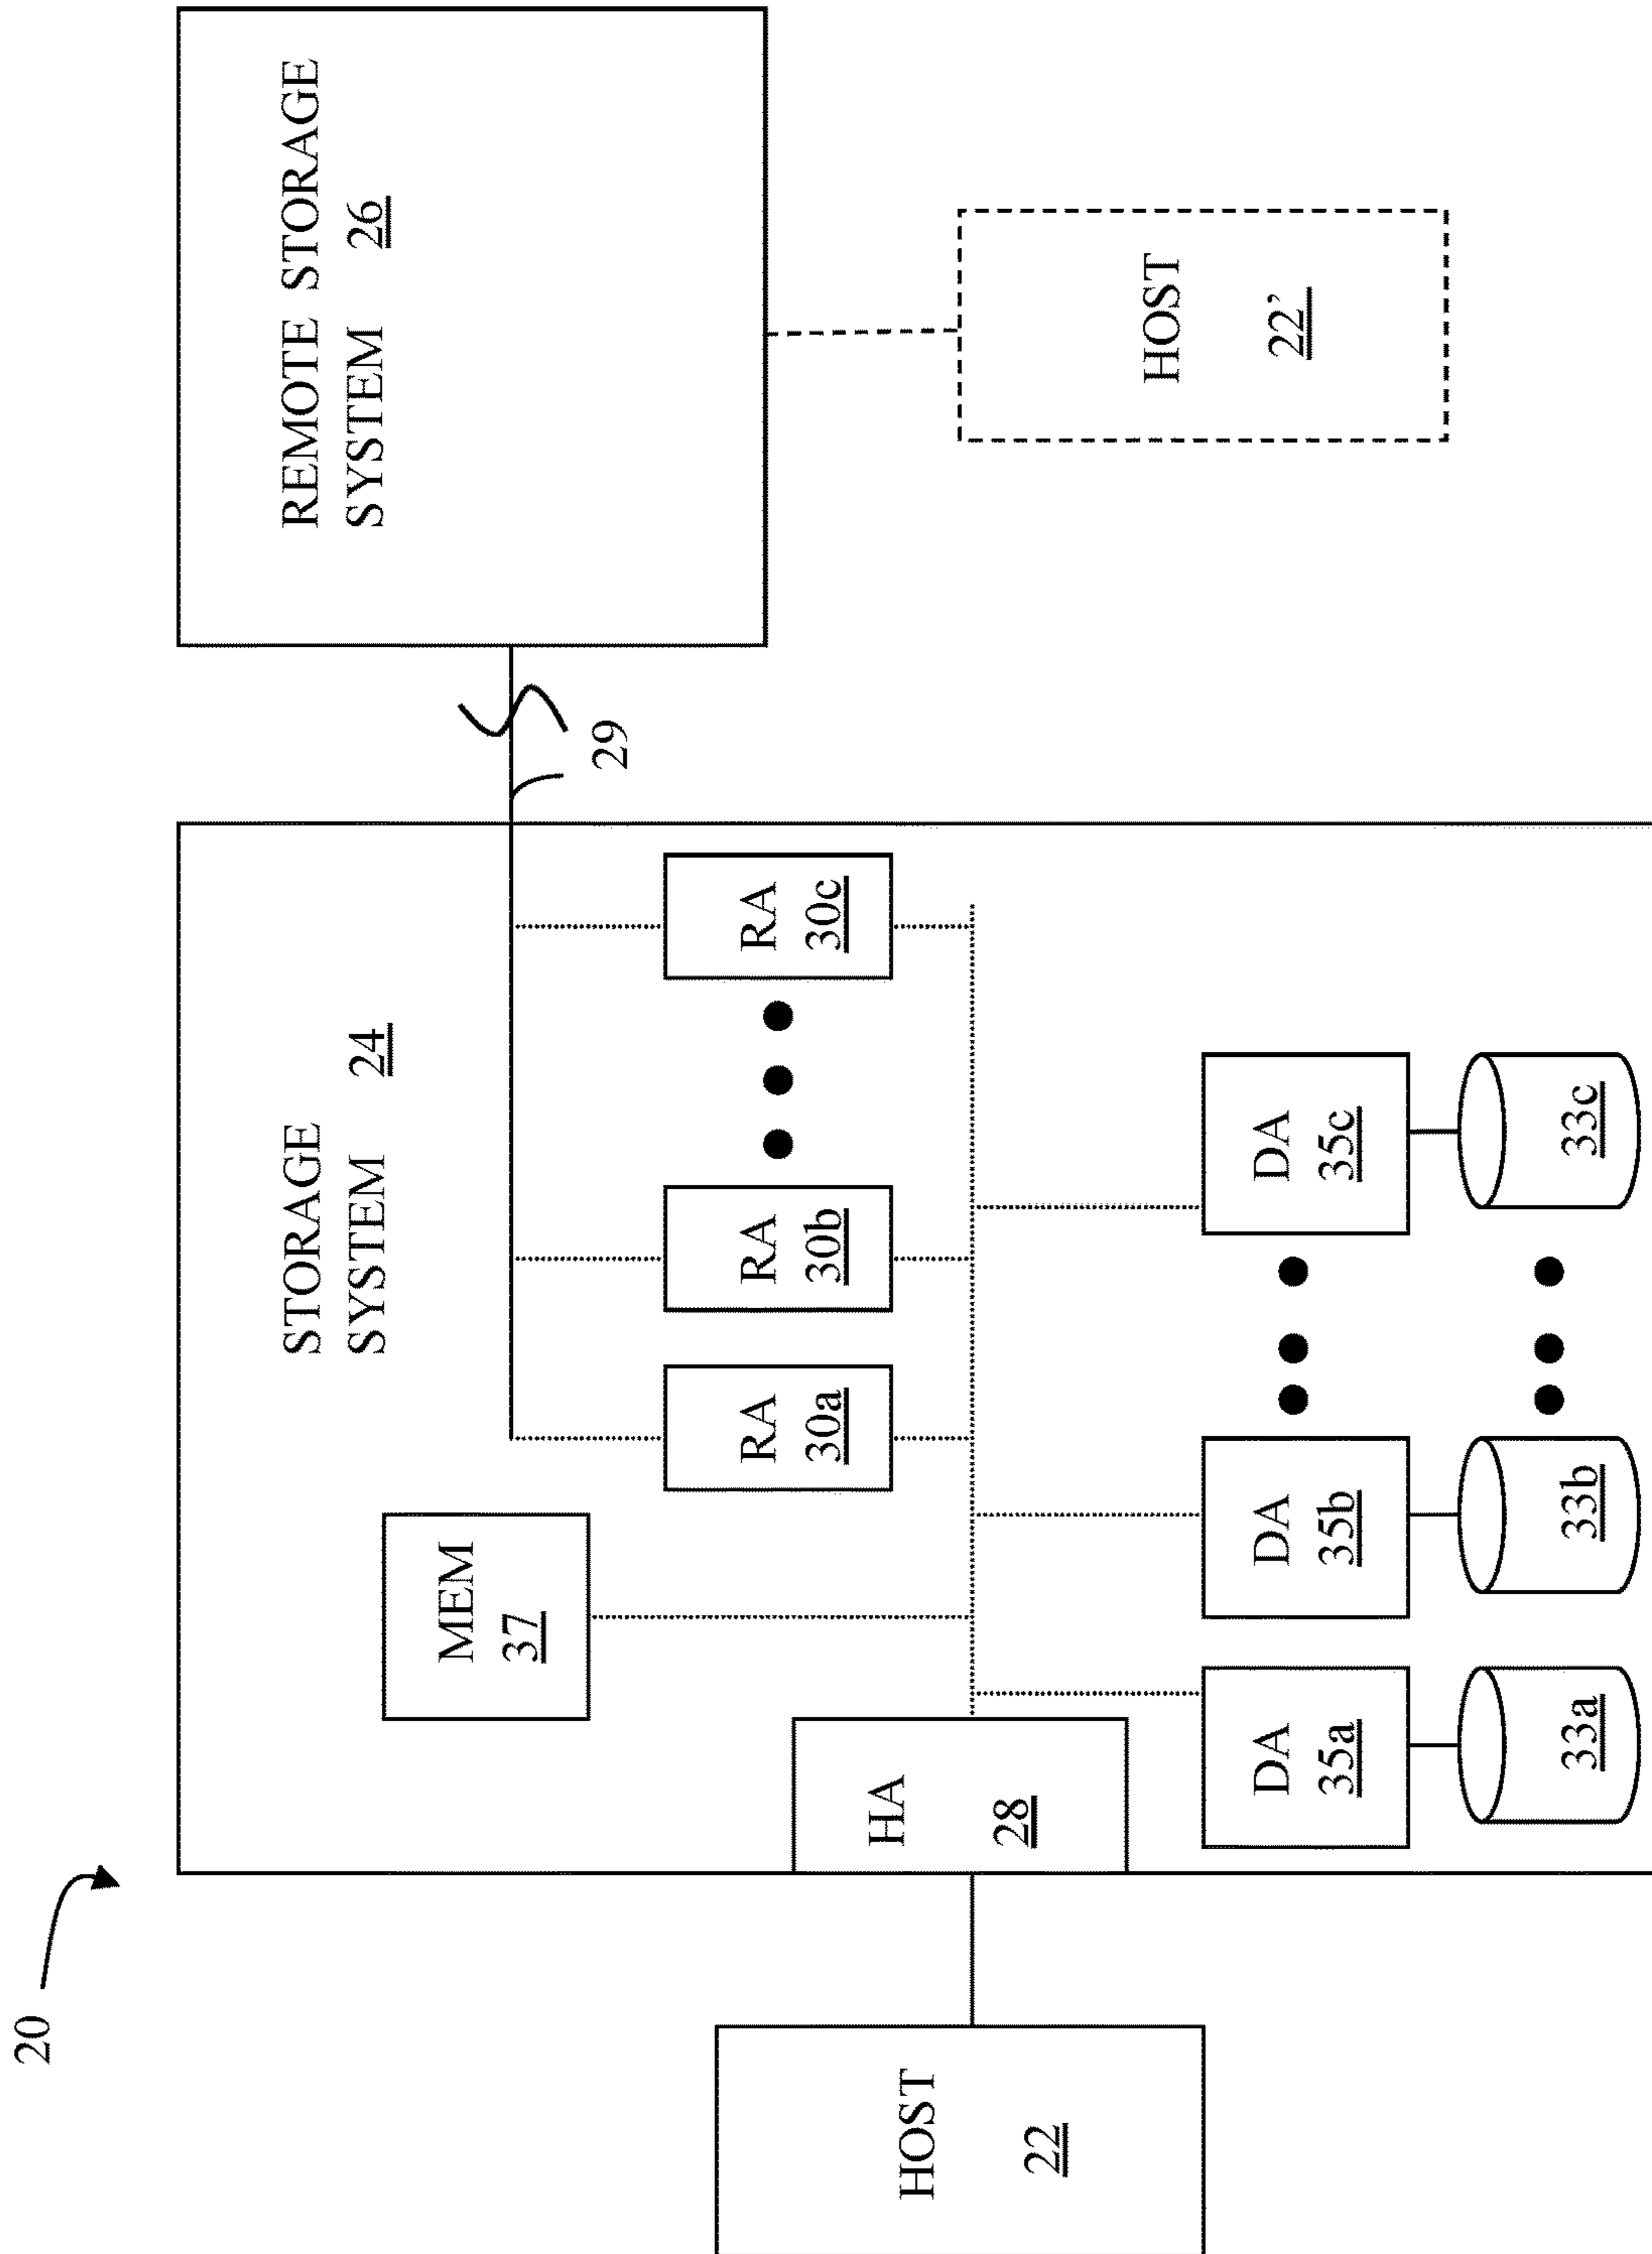 20
STORAGE
SYSTEM 24
REMOTE STORAGE
SYSTEM 26
MEM
37
29
RA
30a
RA
30b
RA
30c
HOST
22
HA
28
HOST
22’
DA
35a
DA
35b
DA
35c
33a
33b
33c